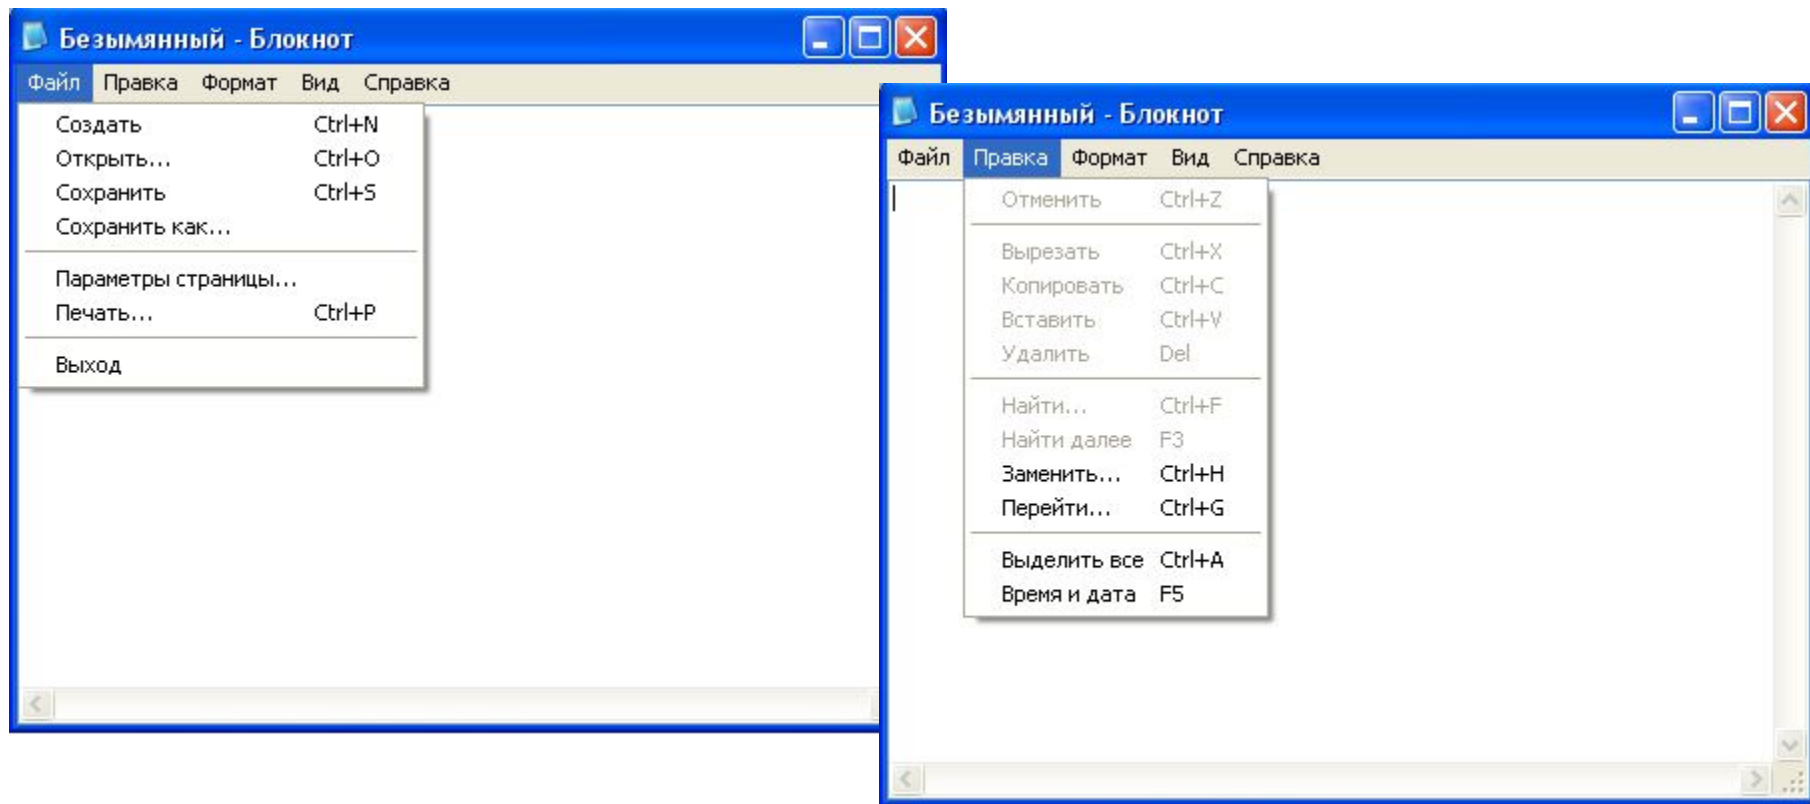 Безымянный - Блокнот
Файл Правка Формат Вид Справка
Создать Ctrl+N
Открыть... Ctrl+O
Сохранить Ctrl+S
Сохранить как...
Параметры страницы...
Печать... Ctrl+P
Выход
Безымянный - Блокнот
Файл Правка Формат Вид Справка
Отменить Ctrl+Z
Вырезать Ctrl+X
Копировать Ctrl+C
Вставить Ctrl+V
Удалить Del
Найти... Ctrl+F
Найти далее F3
Заменить... Ctrl+H
Перейти... Ctrl+G
Выделить все Ctrl+A
Время и дата F5